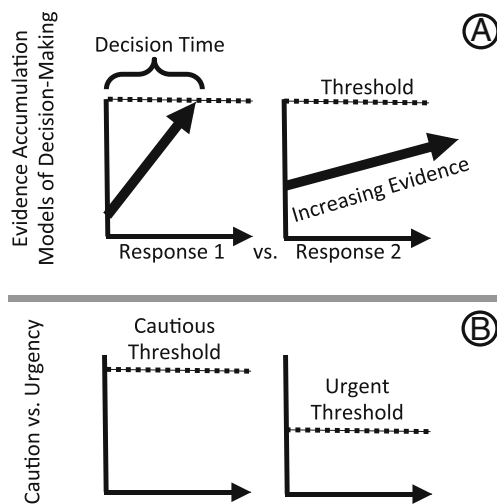 A
Evidence Accumulation
Models of Decision-Making
Decision Time
Threshold
Increasing Evidence
Response 1 vs. Response 2
B
Caution vs. Urgency
Cautious
Threshold
Urgent
Threshold